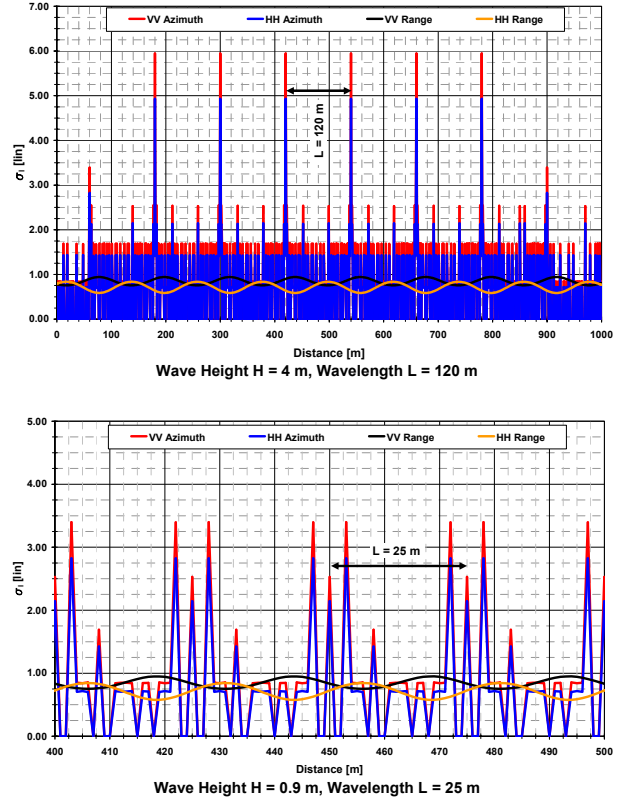 7.00
VV Azimuth HH Azimuth VV Range HH Range
6.00
5.00
4.00
3.00
2.00
1.00
0.00
σᵢ [lin]
L = 120 m
0 100 200 300 400 500 600 700 800 900 1000
Distance [m]
Wave Height H = 4 m, Wavelength L = 120 m
5.00
VV Azimuth HH Azimuth VV Range HH Range
4.00
3.00
2.00
1.00
0.00
σᵢ [lin]
L = 25 m
400 410 420 430 440 450 460 470 480 490 500
Distance [m]
Wave Height H = 0.9 m, Wavelength L = 25 m